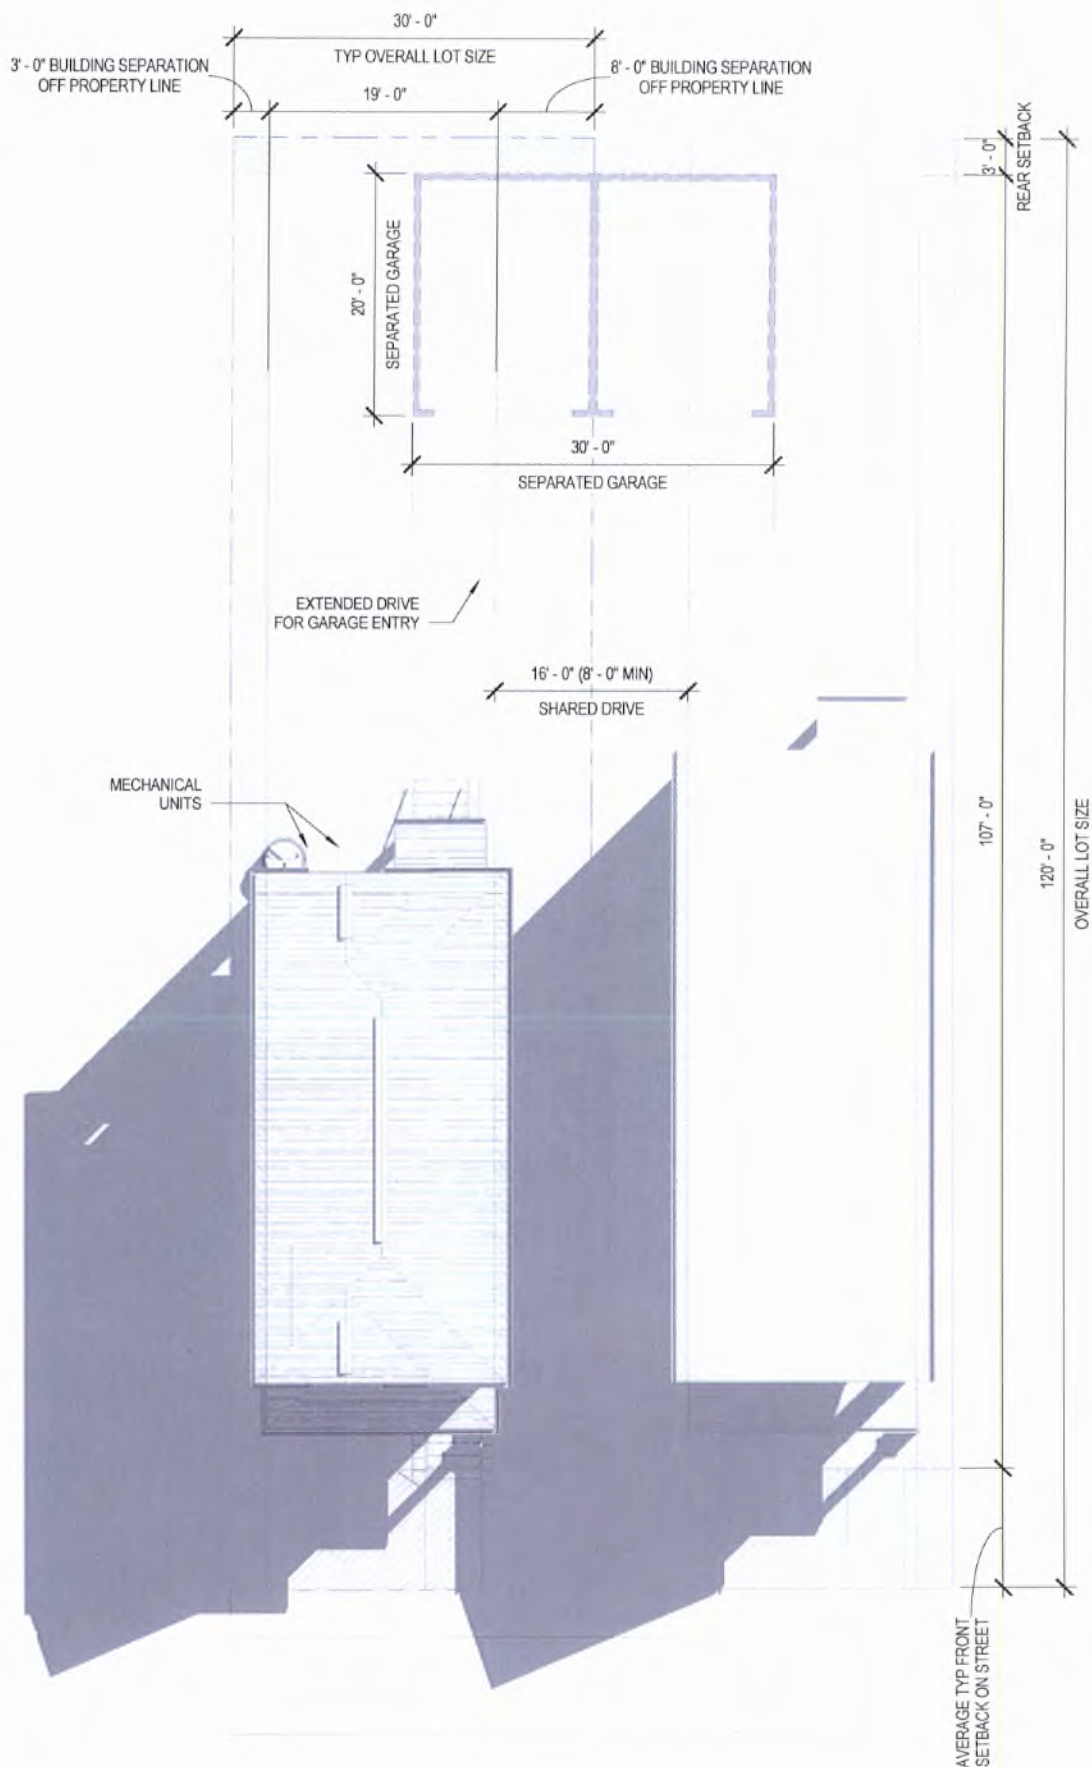 30' - 0"
TYP OVERALL LOT SIZE
3' - 0" BUILDING SEPARATION
OFF PROPERTY LINE
8' - 0" BUILDING SEPARATION
OFF PROPERTY LINE
19' - 0"
3' - 0"
REAR SETBACK
20' - 0"
SEPARATED GARAGE
30' - 0"
SEPARATED GARAGE
EXTENDED DRIVE
FOR GARAGE ENTRY
16' - 0" (8' - 0" MIN)
SHARED DRIVE
MECHANICAL
UNITS
107' - 0"
120' - 0"
OVERALL LOT SIZE
AVERAGE TYP FRONT
SETBACK ON STREET